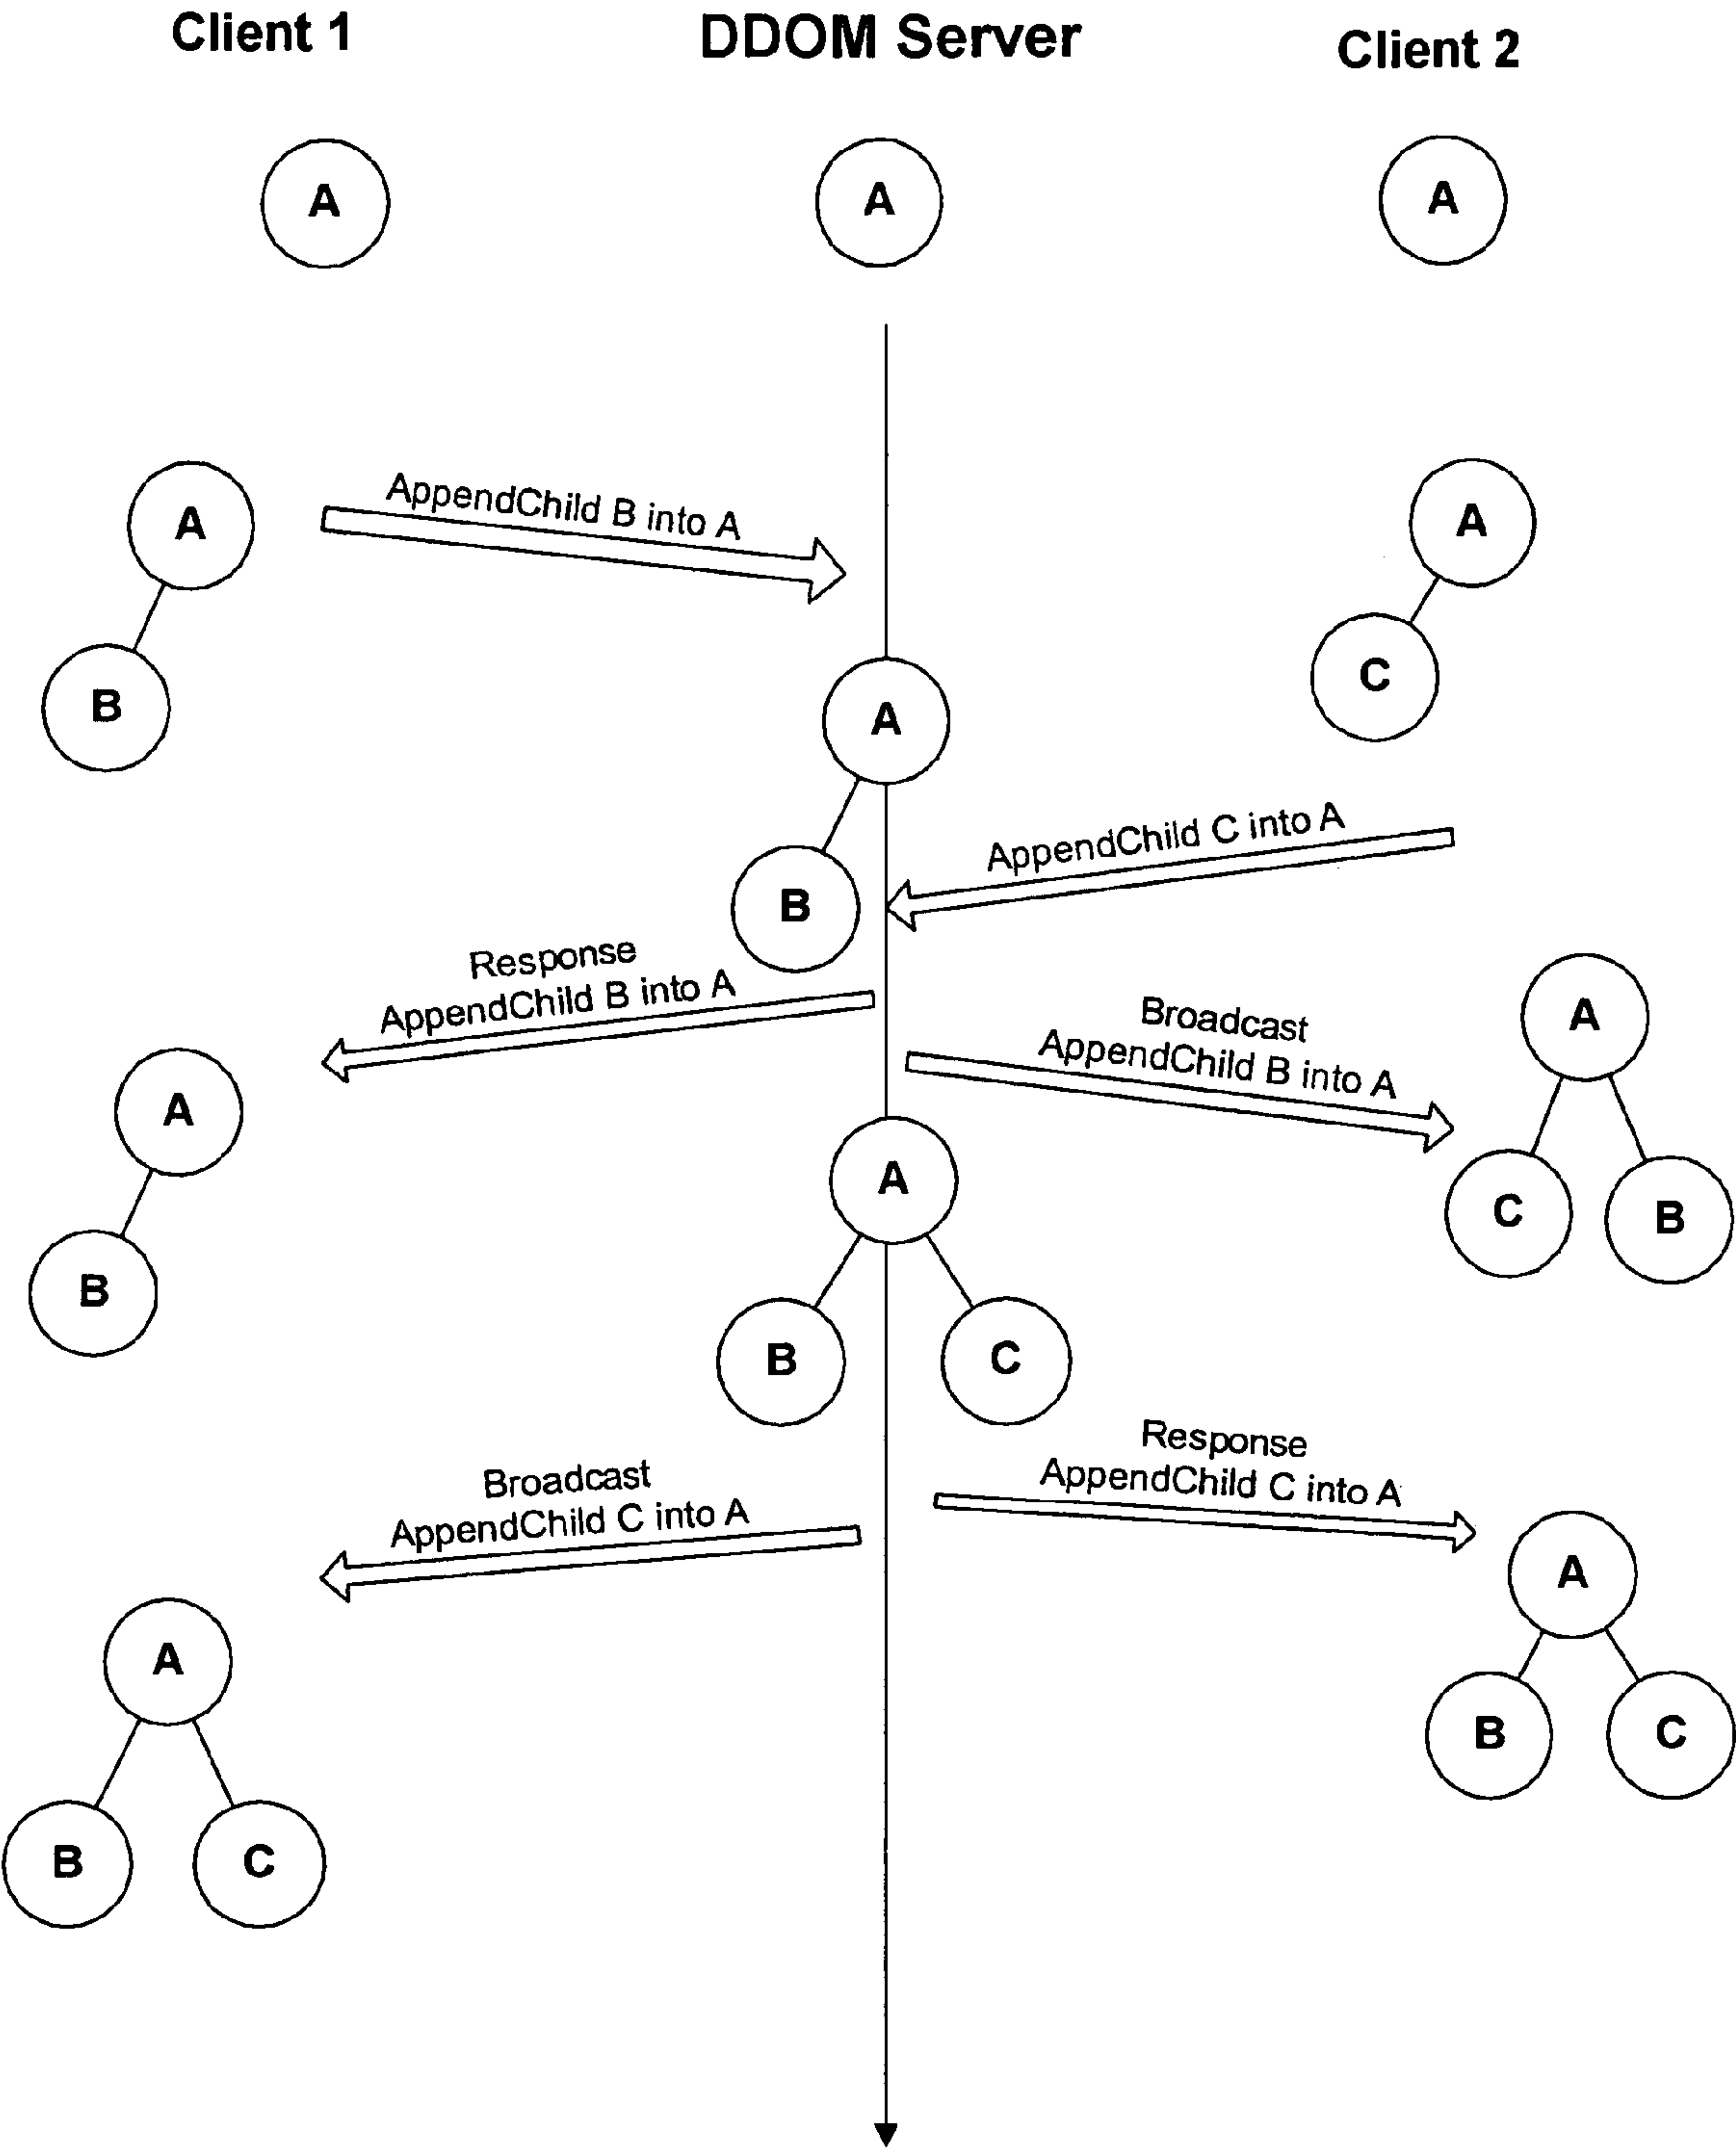 Client 1
DDOM Server
Client 2
A
A
A
AppendChild B into A
A
A
B
C
A
AppendChild C into A
B
Response
AppendChild B into A
Broadcast
AppendChild B into A
A
A
A
C
B
B
B
C
Response
AppendChild C into A
Broadcast
AppendChild C into A
A
A
B
C
B
C